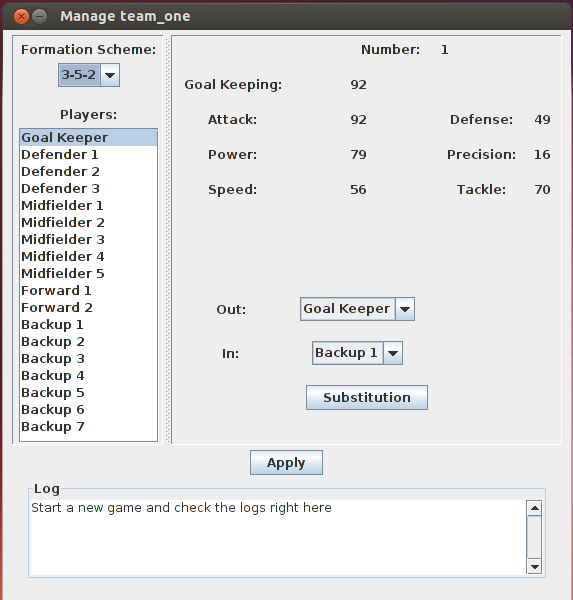 Manage team_one
Formation Scheme:
3-5-2
Players:
Goal Keeper
Defender 1
Defender 2
Defender 3
Midfielder 1
Midfielder 2
Midfielder 3
Midfielder 4
Midfielder 5
Forward 1
Forward 2
Backup 1
Backup 2
Backup 3
Backup 4
Backup 5
Backup 6
Backup 7
Number: 1
Goal Keeping: 92
Attack: 92 Defense: 49
Power: 79 Precision: 16
Speed: 56 Tackle: 70
Out: Goal Keeper
In: Backup 1
Substitution
Apply
Log
Start a new game and check the logs right here